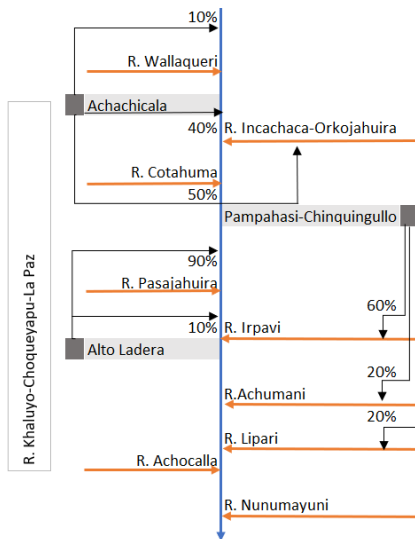 10%
R. Wallaqueri
Achachicala
40%
R. Incachaca-Orkojahuira
R. Cotahuma
50%
Pampahasi-Chinquingullo
90%
R. Pasajahuira
60%
10%
R. Irpavi
Alto Ladera
20%
R.Achumani
20%
R. Lipari
R. Achocalla
R. Nunumayuni
R. Khaluyo-Choqueyapu-La Paz